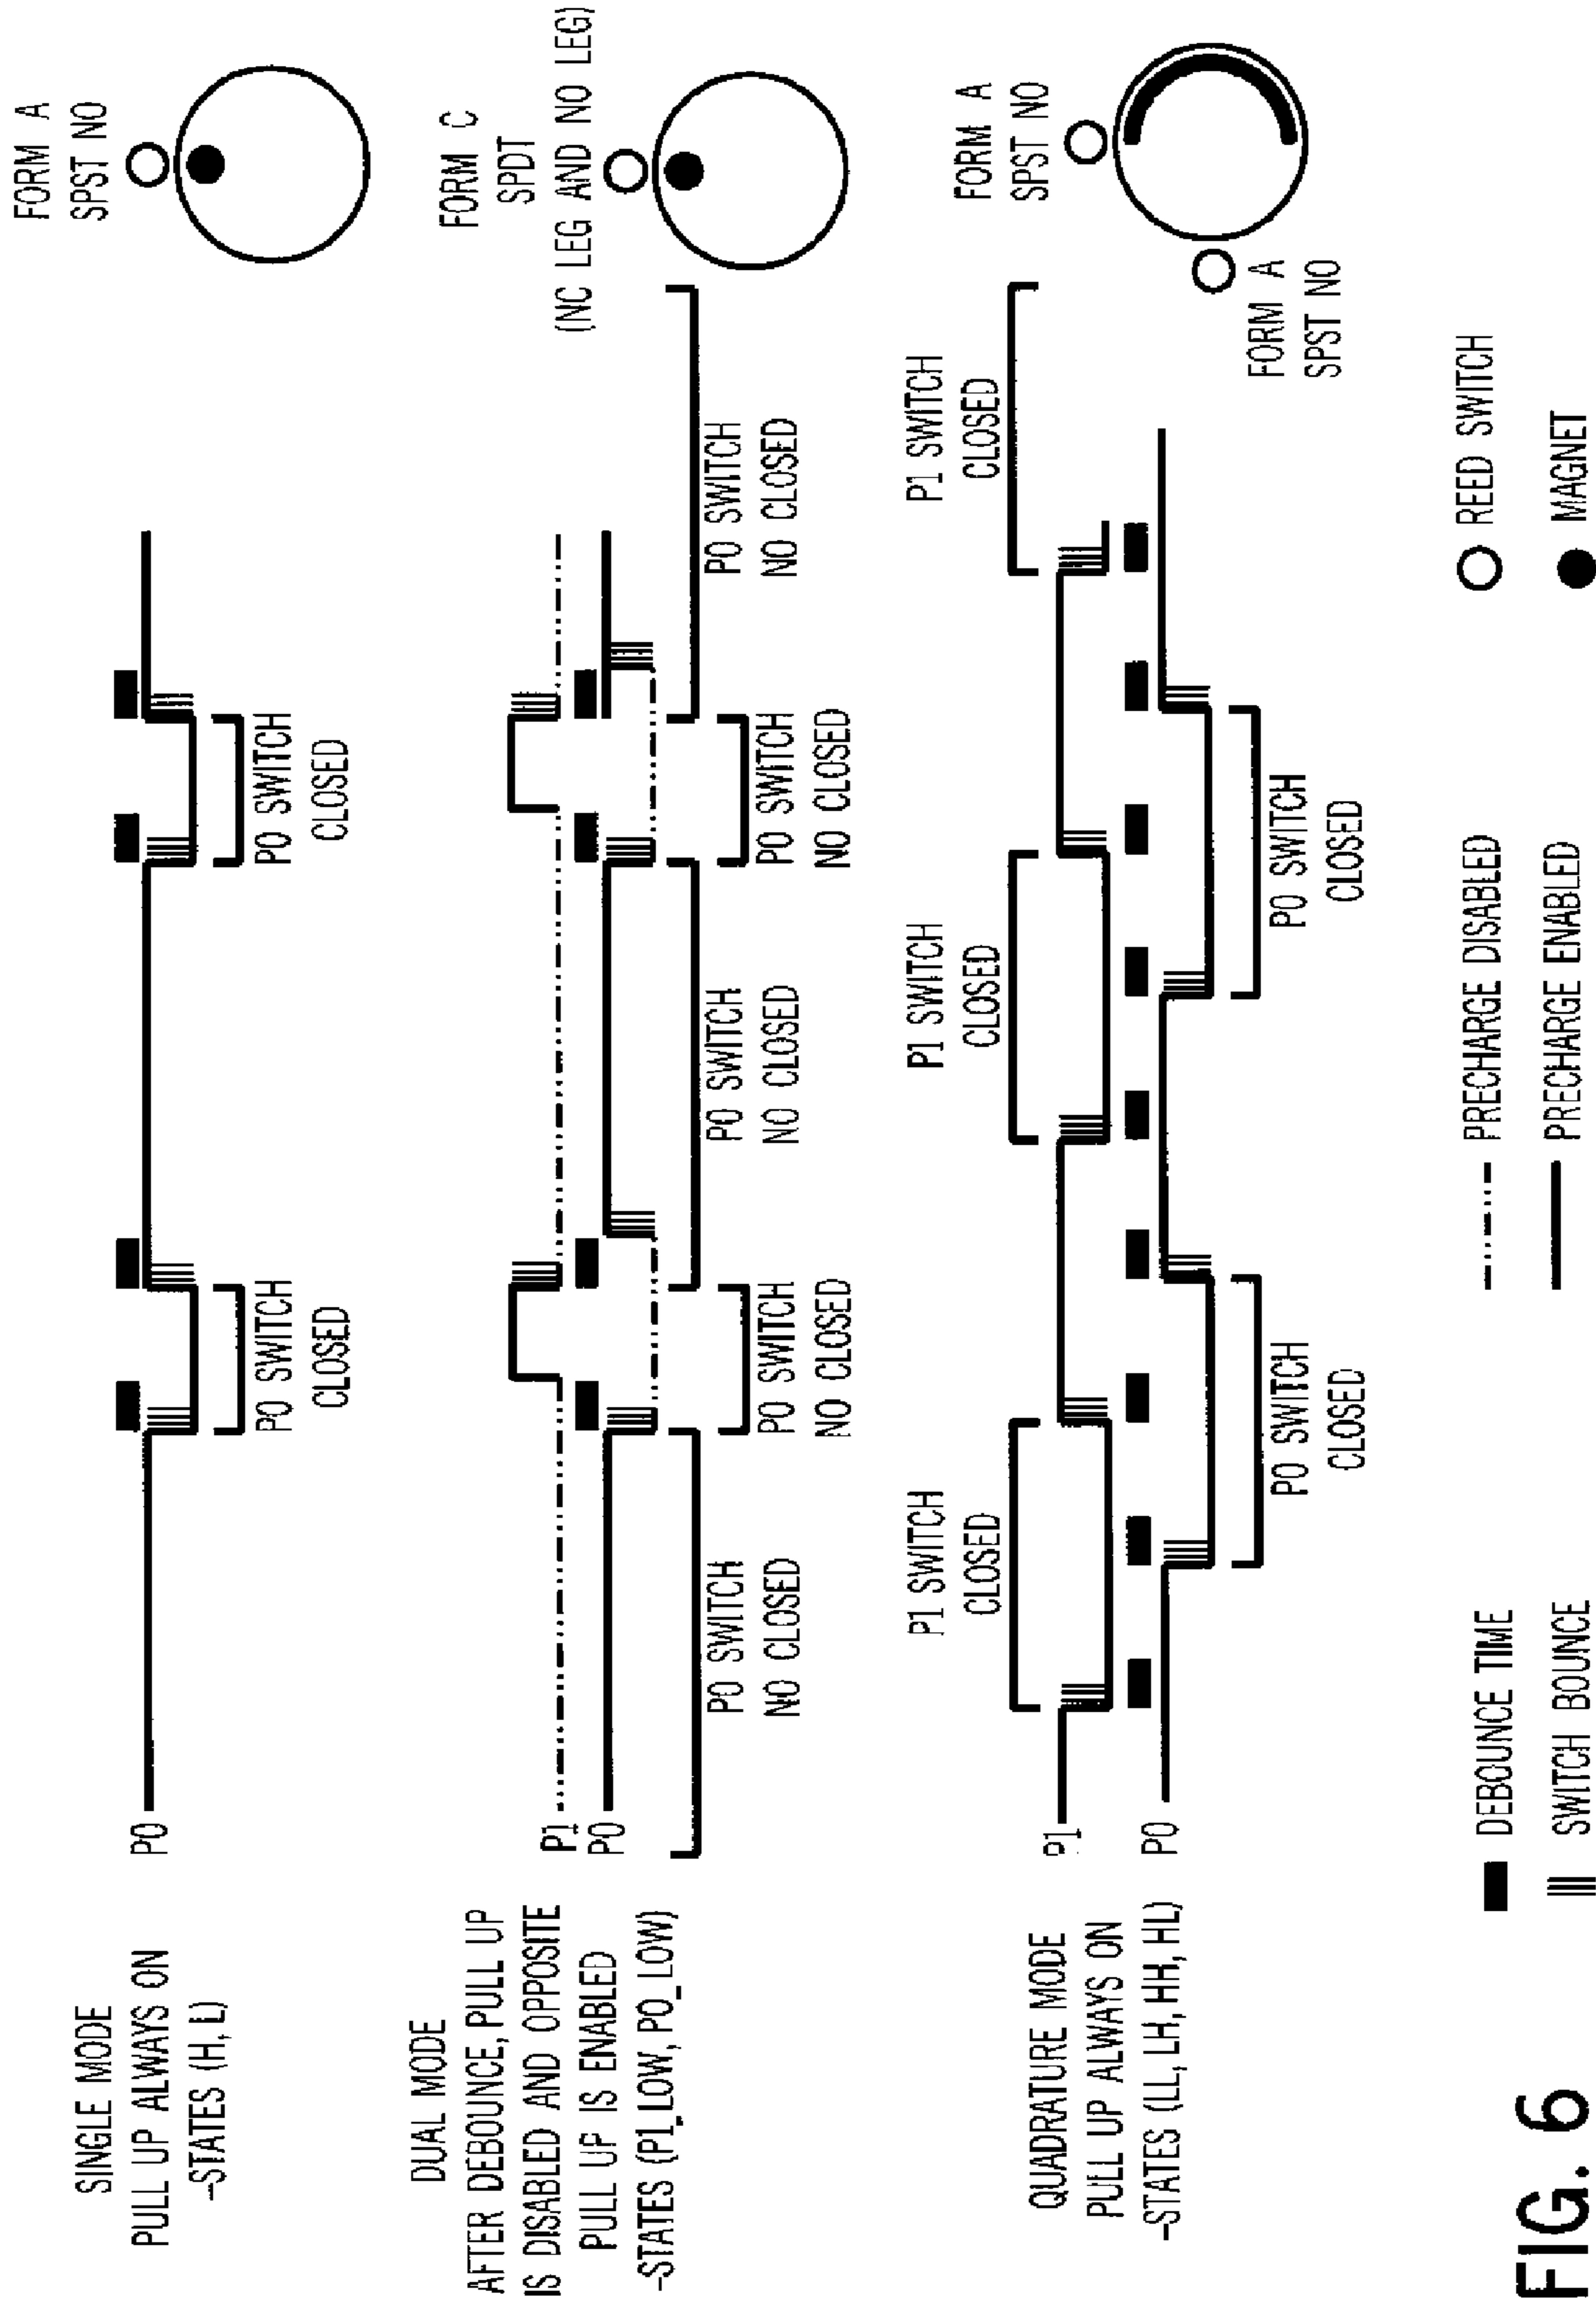 SINGLE MODE
PULL UP ALWAYS ON
-STATES (H, L)
P0
P0 SWITCH
CLOSED
P0 SWITCH
CLOSED
FORM A
SPST NO
DUAL MODE
AFTER DEBOUNCE, PULL UP
IS DISABLED AND OPPOSITE
PULL UP IS ENABLED
-STATES (P1_LOW, P0_LOW)
P1
P0
P0 SWITCH
NO CLOSED
P0 SWITCH
NO CLOSED
P0 SWITCH
NO CLOSED
P0 SWITCH
NO CLOSED
P0 SWITCH
NO CLOSED
FORM C
SPDT
(NC LEG AND NO LEG)
QUADRATURE MODE
PULL UP ALWAYS ON
-STATES (LL, LH, HH, HL)
P1
P0
P1 SWITCH
CLOSED
P1 SWITCH
CLOSED
P1 SWITCH
CLOSED
P0 SWITCH
CLOSED
P0 SWITCH
CLOSED
FORM A
SPST NO
FORM A
SPST NO
DEBOUNCE TIME
SWITCH BOUNCE
PRECHARGE DISABLED
PRECHARGE ENABLED
REED SWITCH
MAGNET
FIG. 6